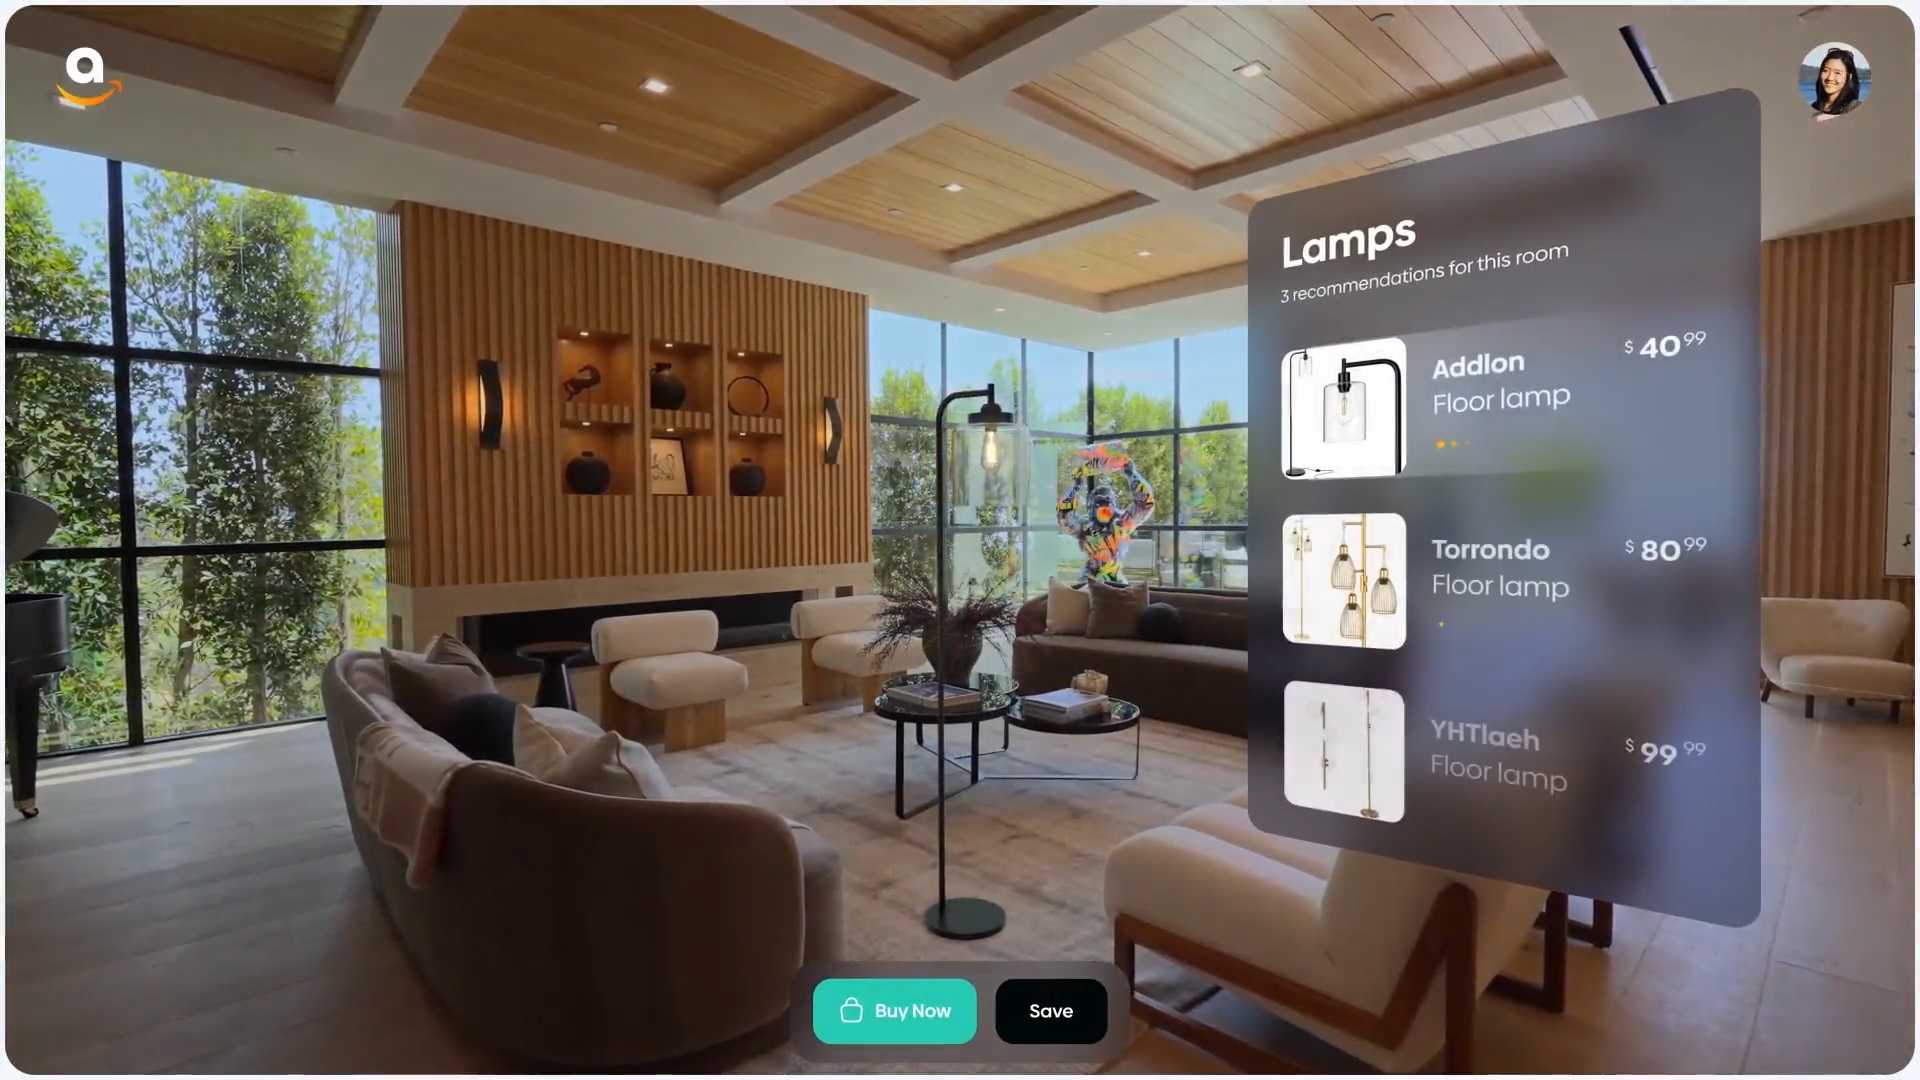 a
Lamps
3 recommendations for this room
Addlon
Floor lamp
$ 40 99
Torrondo
Floor lamp
$ 80 99
YHTlaeh
Floor lamp
$ 99 99
Buy Now
Save